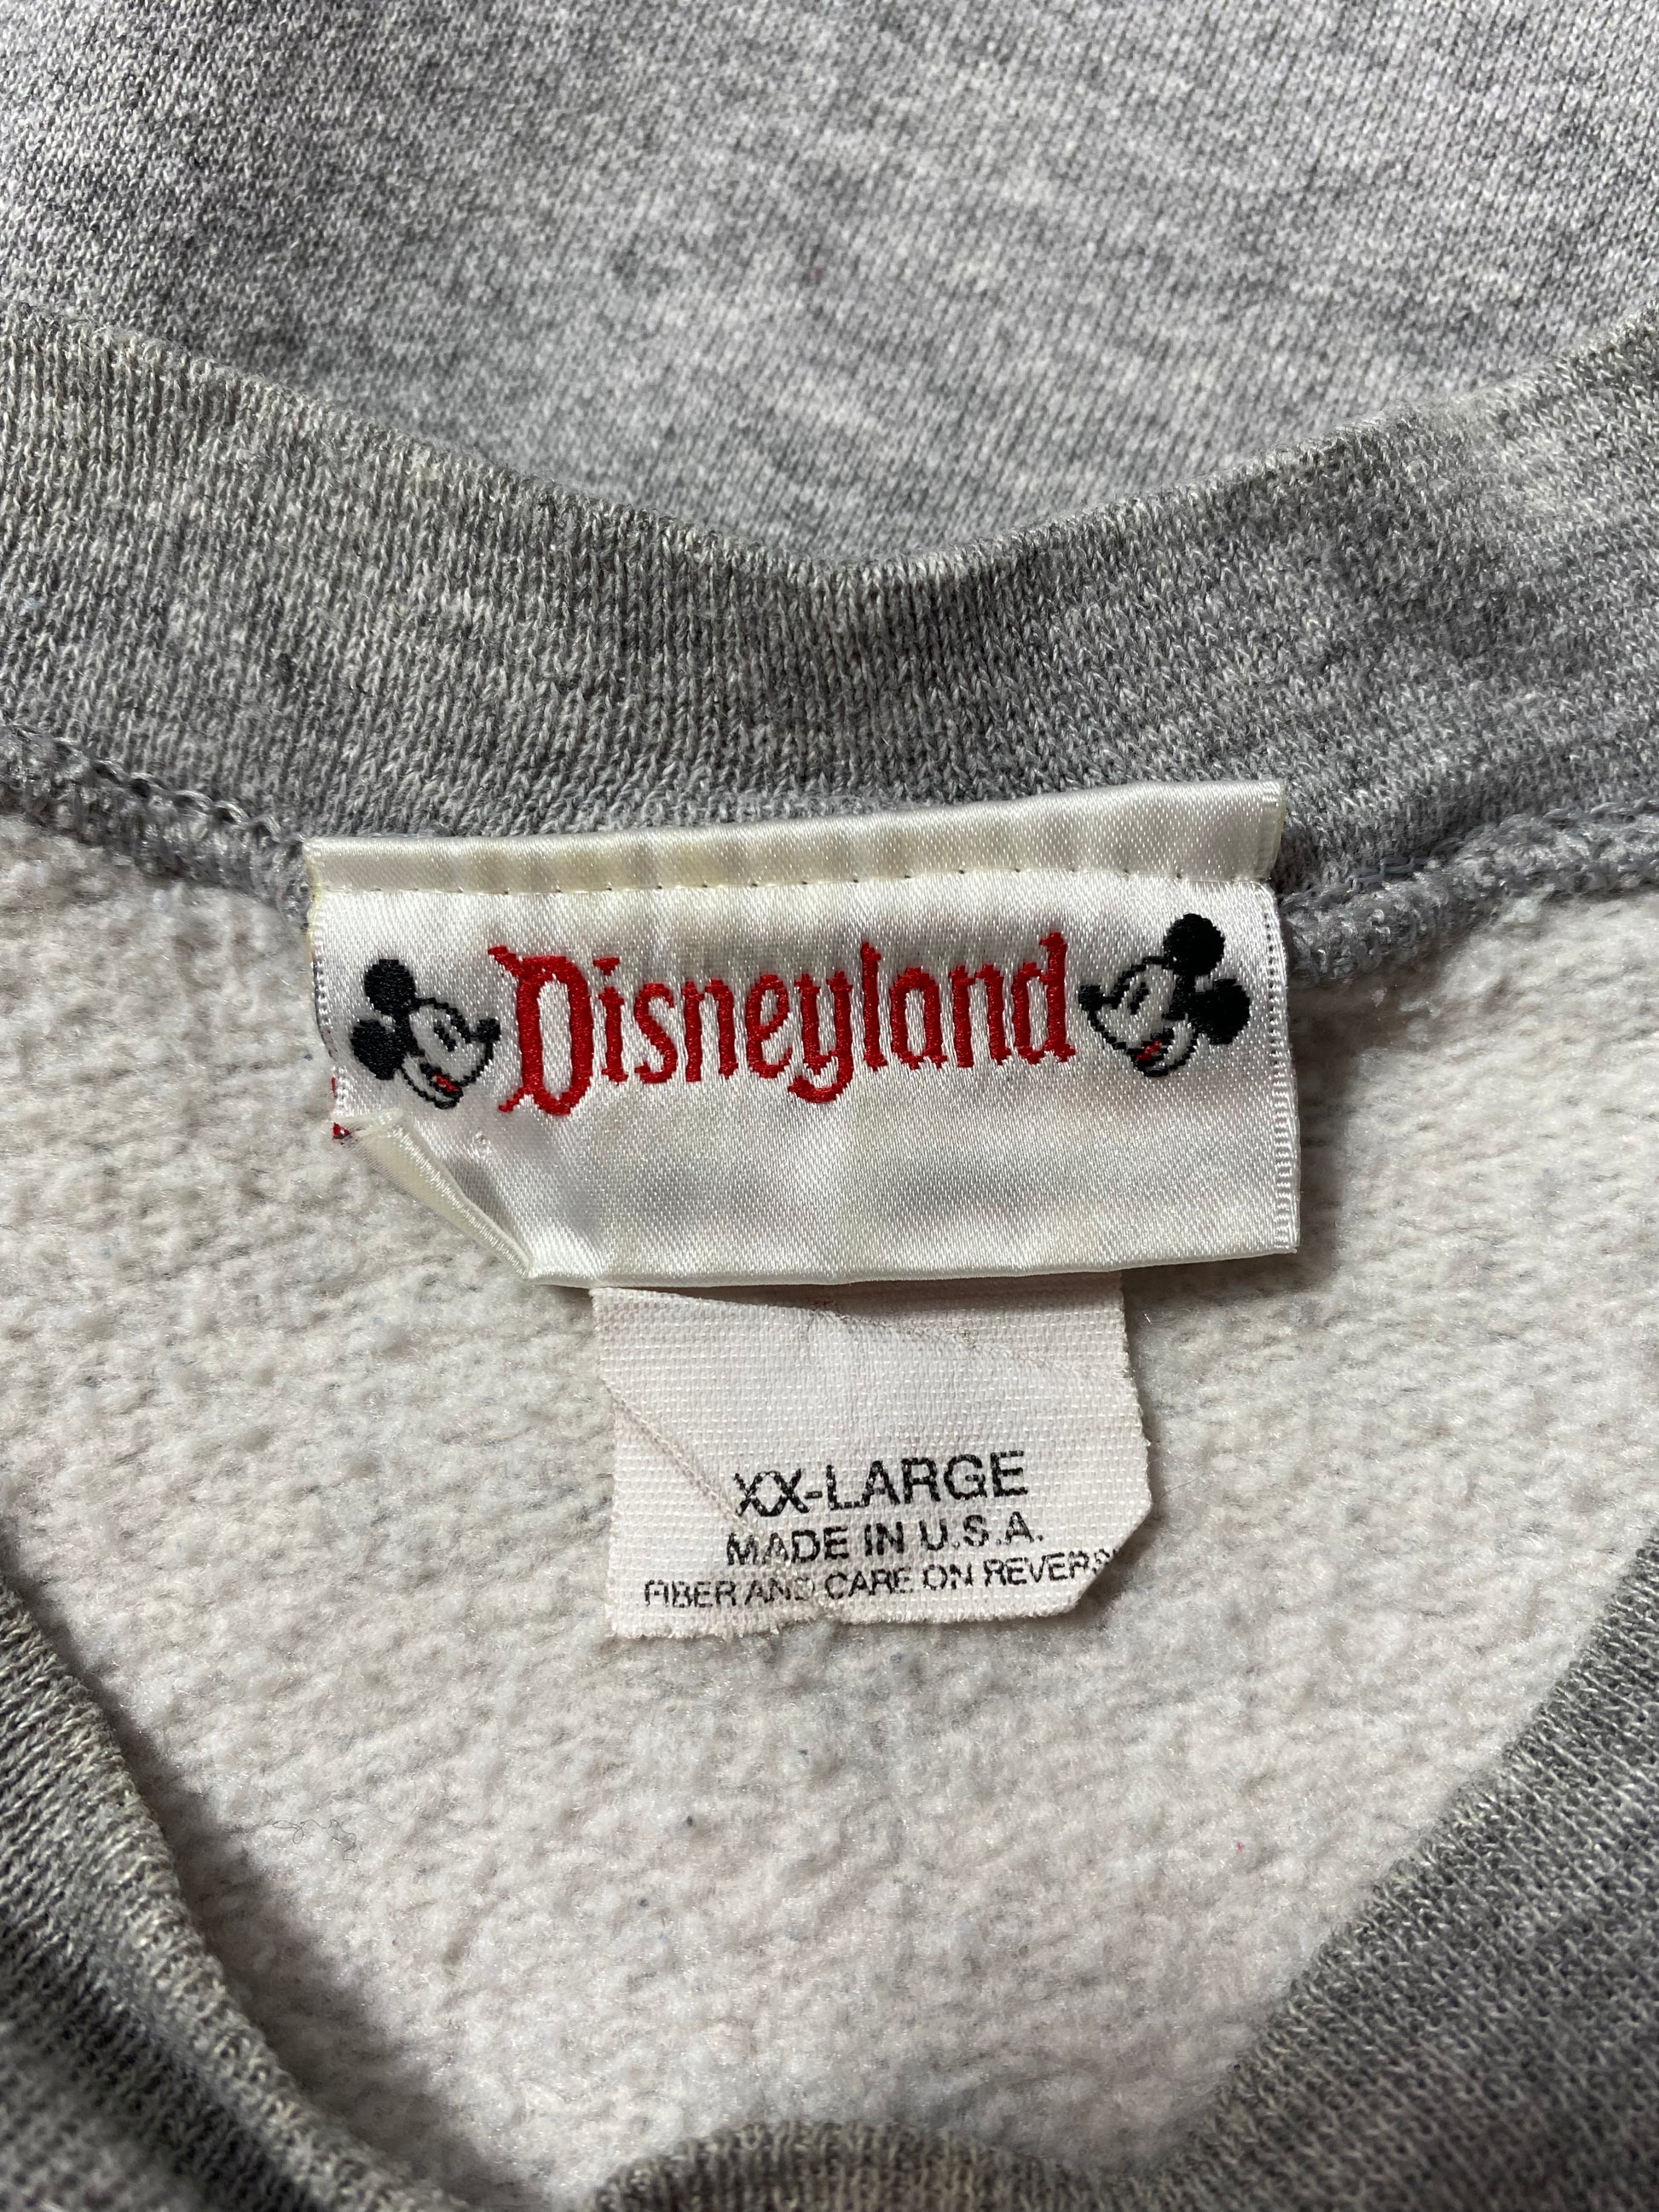 Disneyland
XX-LARGE
MADE IN U.S.A.
FIBER AND CARE ON REVERS